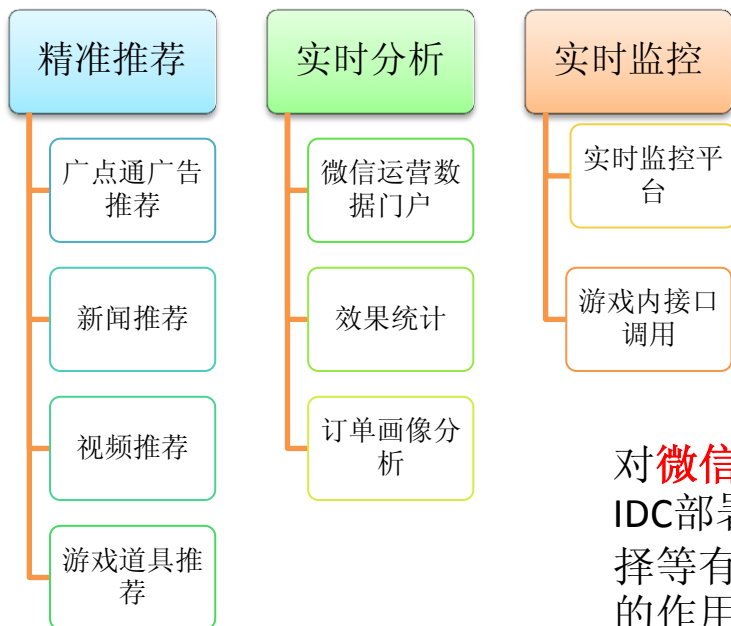 精准推荐
广点通广告
推荐
新闻推荐
视频推荐
游戏道具推
荐
实时分析
微信运营数
据门户
效果统计
订单画像分
析
实时监控
实时监控平
台
游戏内接口
调用
对微信
IDC部署
择等有
的作用